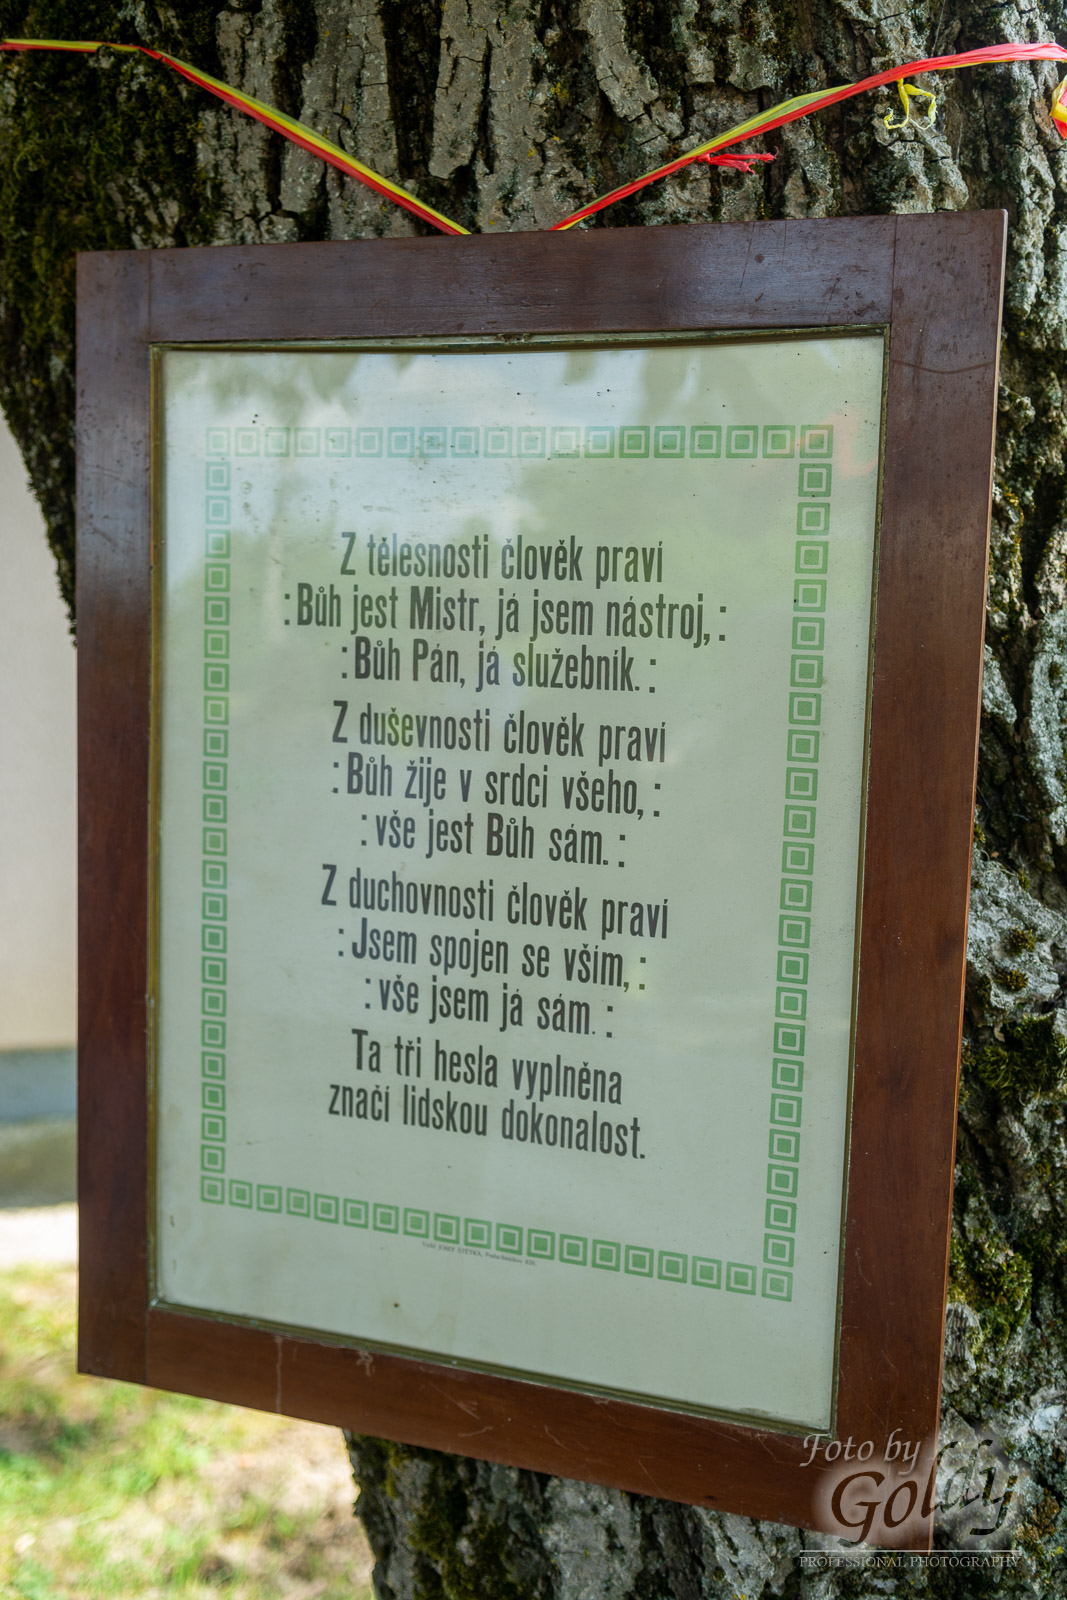 Z tělesnosti člověk praví
:Bůh jest Mistr, já jsem nástroj,:
:Bůh Pán, já služebník.:
Z duševnosti člověk praví
:Bůh žije v srdci všeho,:
:vše jest Bůh sám.:
Z duchovnosti člověk praví
:Jsem spojen se vším,:
:vše jsem já sám.:
Ta tři hesla vyplněna
značí lidskou dokonalost.
JOSEF
Foto by
Goldy
PROFESSIONAL PHOTOGRAPHY